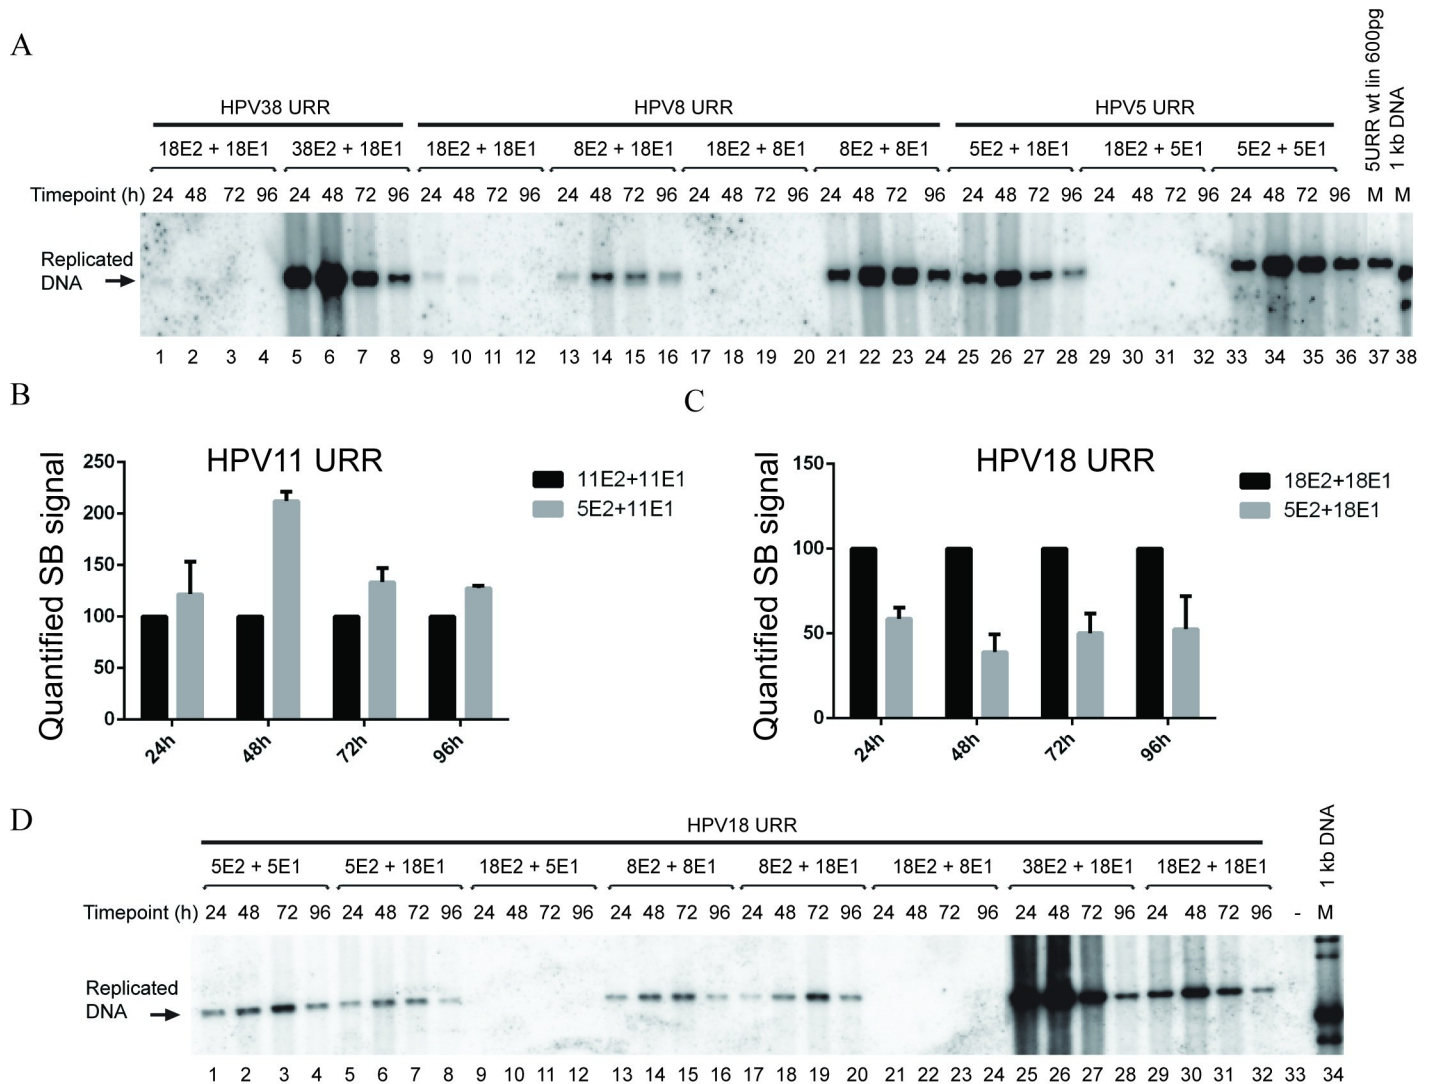 A
5URR wt lin 600pg
1 kb DNA
HPV38 URR HPV8 URR HPV5 URR
18E2 + 18E1 38E2 + 18E1 18E2 + 18E1 8E2 + 18E1 18E2 + 8E1 8E2 + 8E1 5E2 + 18E1 18E2 + 5E1 5E2 + 5E1
Timepoint (h) 24 48 72 96 24 48 72 96 24 48 72 96 24 48 72 96 24 48 72 96 24 48 72 96 24 48 72 96 24 48 72 96 24 48 72 96 M M
Replicated
DNA
1 2 3 4 5 6 7 8 9 10 11 12 13 14 15 16 17 18 19 20 21 22 23 24 25 26 27 28 29 30 31 32 33 34 35 36 37 38
B
HPV11 URR
Quantified SB signal
250
200
150
100
50
0
24h 48h 72h 96h
11E2+11E1
5E2+11E1
C
HPV18 URR
Quantified SB signal
150
100
50
0
24h 48h 72h 96h
18E2+18E1
5E2+18E1
D
1 kb DNA
HPV18 URR
5E2 + 5E1 5E2 + 18E1 18E2 + 5E1 8E2 + 8E1 8E2 + 18E1 18E2 + 8E1 38E2 + 18E1 18E2 + 18E1
Timepoint (h) 24 48 72 96 24 48 72 96 24 48 72 96 24 48 72 96 24 48 72 96 24 48 72 96 24 48 72 96 24 48 72 96 - M
Replicated
DNA
1 2 3 4 5 6 7 8 9 10 11 12 13 14 15 16 17 18 19 20 21 22 23 24 25 26 27 28 29 30 31 32 33 34